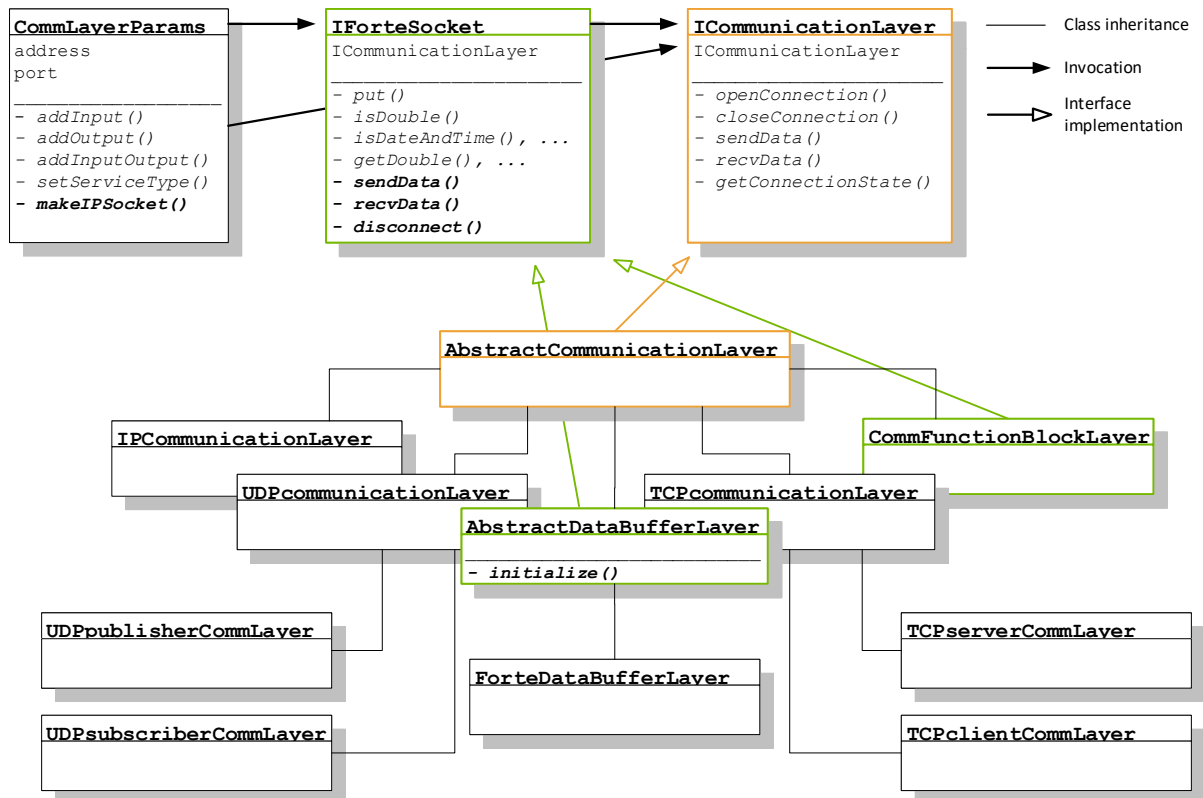 CommLayerParams
address
port
- addInput()
- addOutput()
- addInputOutput()
- setServiceType()
- makeIPSocket()
IForteSocket
ICommunicationLayer
- put()
- isDouble()
- isDateAndTime(), ...
- getDouble(), ...
- sendData()
- recvData()
- disconnect()
ICommunicationLayer
ICommunicationLayer
- openConnection()
- closeConnection()
- sendData()
- recvData()
- getConnectionState()
Class inheritance
Invocation
Interface
implementation
AbstractCommunicationLayer
IPCommunicationLayer
CommFunctionBlockLayer
UDPcommunicationLayer
TCPcommunicationLayer
AbstractDataBufferLayer
- initialize()
UDPpublisherCommLayer
TCPserverCommLayer
ForteDataBufferLayer
UDPsubscriberCommLayer
TCPclientCommLayer